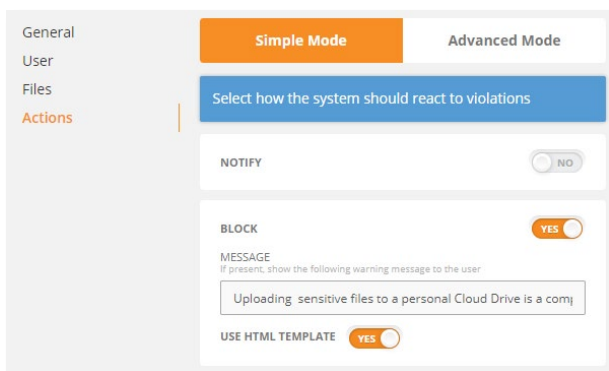 General
User
Files
Actions
Simple Mode
Advanced Mode
Select how the system should react to violations
NOTIFY
NO
BLOCK
YES
MESSAGE
If present, show the following warning message to the user
Uploading sensitive files to a personal Cloud Drive is a comp
USE HTML TEMPLATE
YES